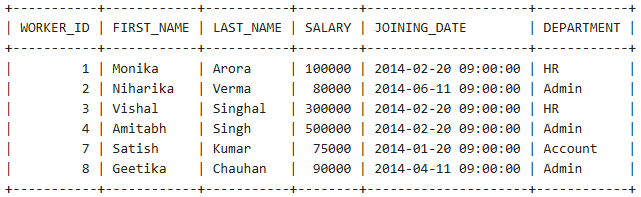 +-----------+------------+-----------+--------+---------------------+------------+
| WORKER_ID | FIRST_NAME | LAST_NAME | SALARY | JOINING_DATE        | DEPARTMENT |
+-----------+------------+-----------+--------+---------------------+------------+
|         1 | Monika     | Arora     | 100000 | 2014-02-20 09:00:00 | HR         |
|         2 | Niharika   | Verma     |  80000 | 2014-06-11 09:00:00 | Admin      |
|         3 | Vishal     | Singhal   | 300000 | 2014-02-20 09:00:00 | HR         |
|         4 | Amitabh    | Singh     | 500000 | 2014-02-20 09:00:00 | Admin      |
|         7 | Satish     | Kumar     |  75000 | 2014-01-20 09:00:00 | Account    |
|         8 | Geetika    | Chauhan   |  90000 | 2014-04-11 09:00:00 | Admin      |
+-----------+------------+-----------+--------+---------------------+------------+